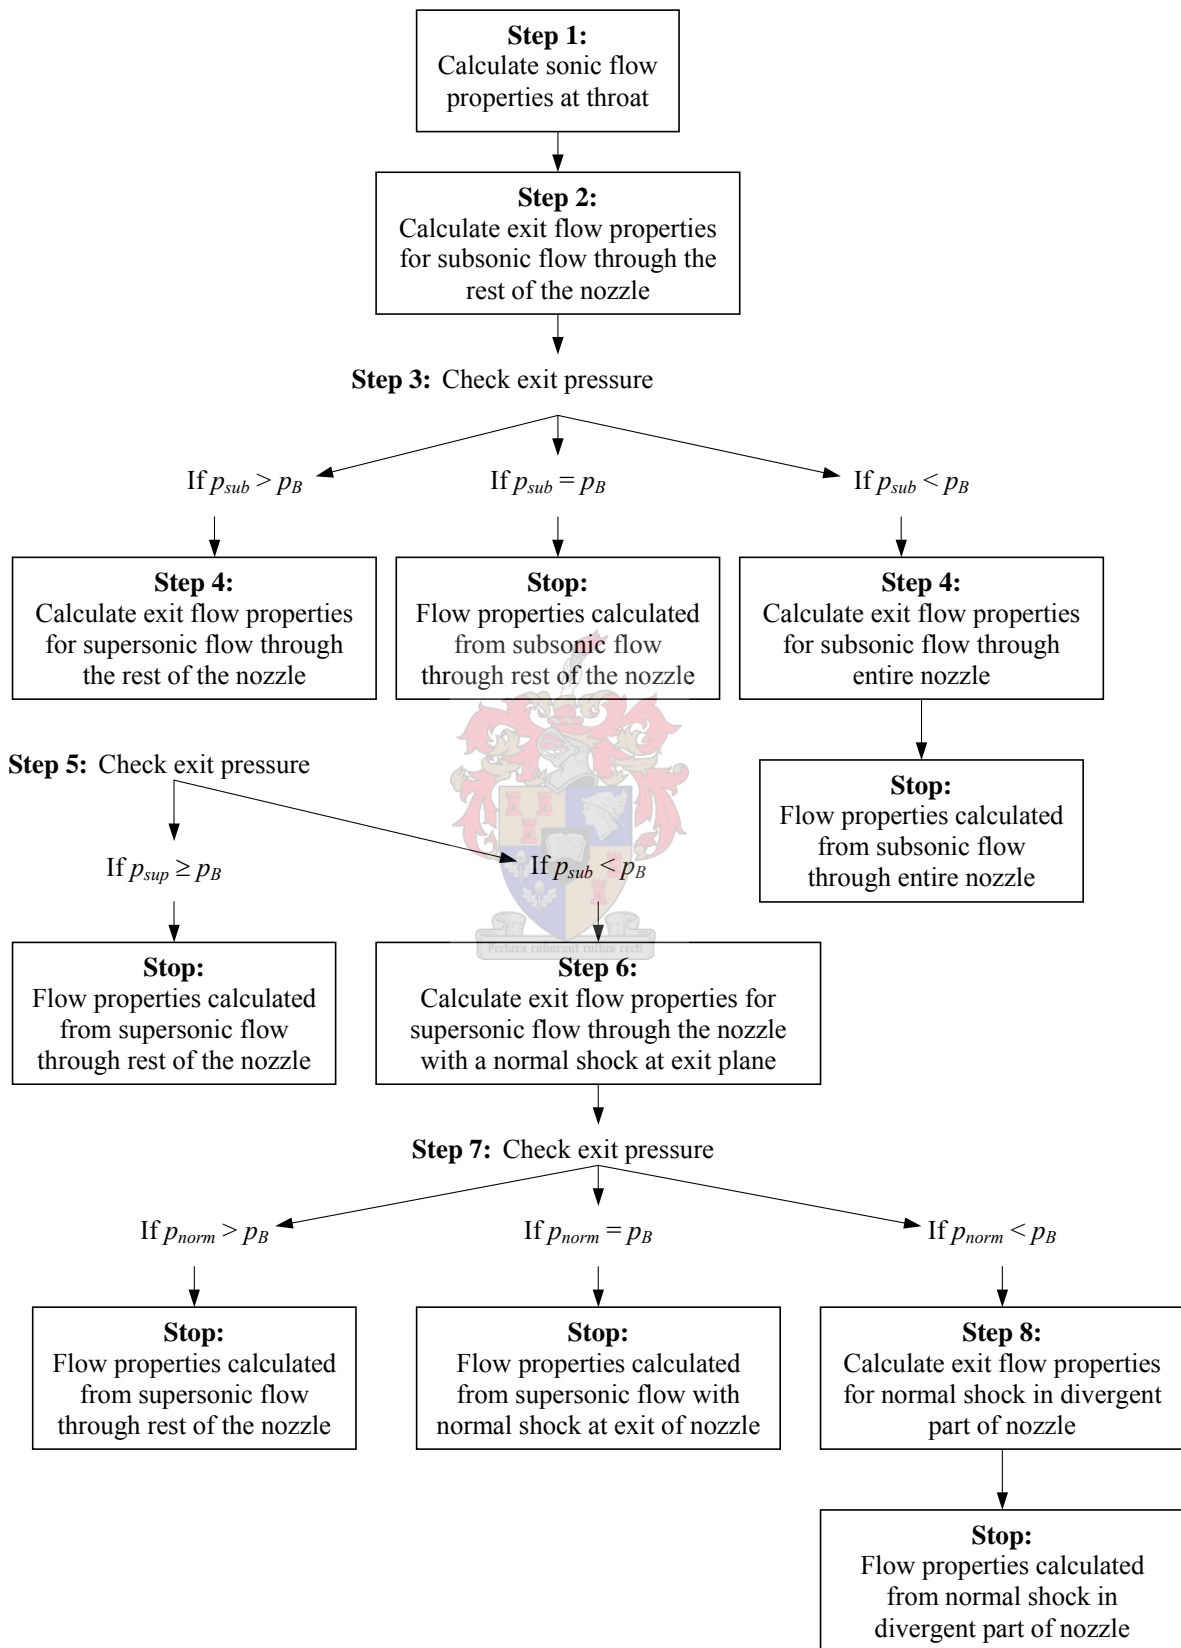 Step 1:
Calculate sonic flow
properties at throat
Step 2:
Calculate exit flow properties
for subsonic flow through the
rest of the nozzle
Step 3: Check exit pressure
If p_sub > p_B
If p_sub = p_B
If p_sub < p_B
Step 4:
Calculate exit flow properties
for supersonic flow through
the rest of the nozzle
Stop:
Flow properties calculated
from subsonic flow
through rest of the nozzle
Step 4:
Calculate exit flow properties
for subsonic flow through
entire nozzle
Step 5: Check exit pressure
Stop:
Flow properties calculated
from subsonic flow
through entire nozzle
If p_sup ≥ p_B
If p_sub < p_B
Pectora roborant cultus recti
Stop:
Flow properties calculated
from supersonic flow
through rest of the nozzle
Step 6:
Calculate exit flow properties for
supersonic flow through the nozzle
with a normal shock at exit plane
Step 7: Check exit pressure
If p_norm > p_B
If p_norm = p_B
If p_norm < p_B
Stop:
Flow properties calculated
from supersonic flow
through rest of the nozzle
Stop:
Flow properties calculated
from supersonic flow with
normal shock at exit of nozzle
Step 8:
Calculate exit flow properties
for normal shock in divergent
part of nozzle
Stop:
Flow properties calculated
from normal shock in
divergent part of nozzle